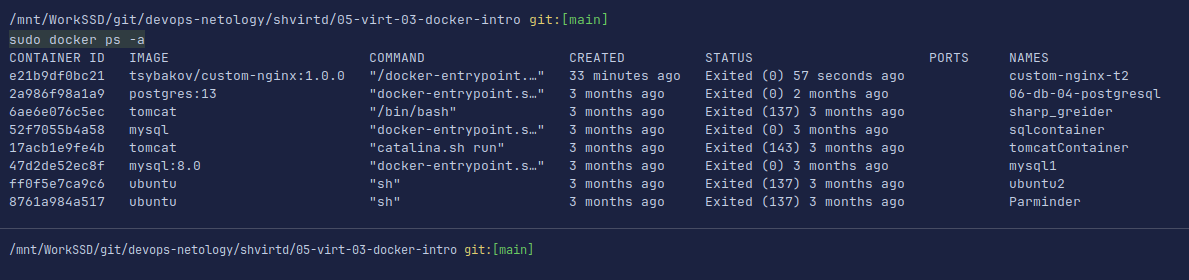 /mnt/WorkSSD/git/devops-netology/shvirtd/05-virt-03-docker-intro git:[main]
sudo docker ps -a
CONTAINER ID   IMAGE                         COMMAND                  CREATED          STATUS                      PORTS     NAMES
e21b9df0bc21   tsybakov/custom-nginx:1.0.0   "/docker-entrypoint.…"   33 minutes ago   Exited (0) 57 seconds ago             custom-nginx-t2
2a986f98a1a9   postgres:13                   "docker-entrypoint.s…"   3 months ago     Exited (0) 2 months ago               06-db-04-postgresql
6ae6e076c5ec   tomcat                        "/bin/bash"              3 months ago     Exited (137) 3 months ago             sharp_greider
52f7055b4a58   mysql                         "docker-entrypoint.s…"   3 months ago     Exited (0) 3 months ago               sqlcontainer
17acb1e9fe4b   tomcat                        "catalina.sh run"        3 months ago     Exited (143) 3 months ago             tomcatContainer
47d2de52ec8f   mysql:8.0                     "docker-entrypoint.s…"   3 months ago     Exited (0) 3 months ago               mysql1
ff0f5e7ca9c6   ubuntu                        "sh"                     3 months ago     Exited (137) 3 months ago             ubuntu2
8761a984a517   ubuntu                        "sh"                     3 months ago     Exited (137) 3 months ago             Parminder
/mnt/WorkSSD/git/devops-netology/shvirtd/05-virt-03-docker-intro git:[main]